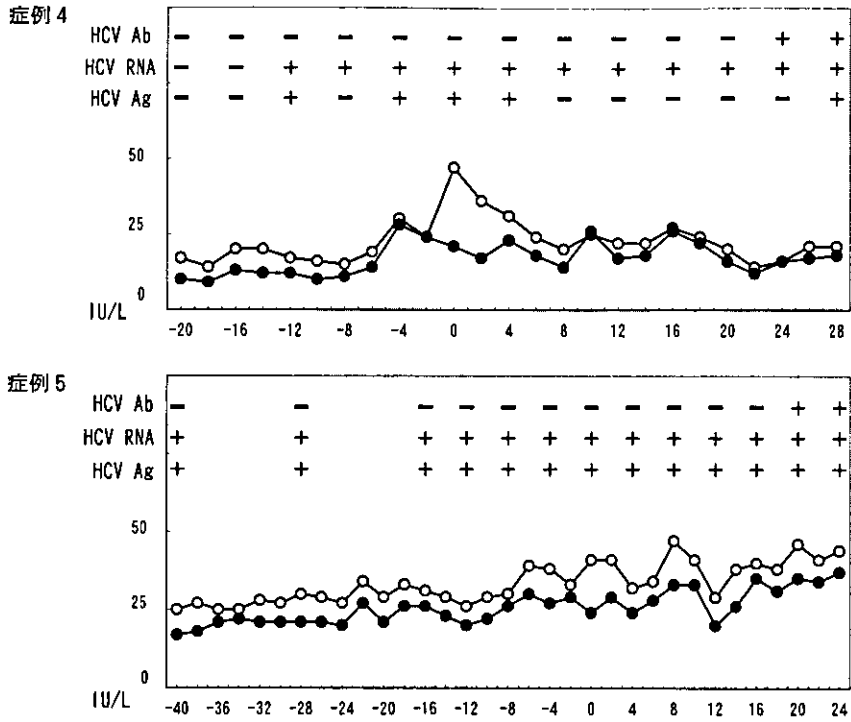 症例4
HCV Ab − − − − − − − − − − − + +
HCV RNA − − + + + + + + + + + + +
HCV Ag − − + − + + + − − − − − +
50
25
0
IU/L
-20 -16 -12 -8 -4 0 4 8 12 16 20 24 28
症例5
HCV Ab − − − − − − − − − − − + +
HCV RNA + + + + + + + + + + + + +
HCV Ag + + + + + + + + + + + + +
50
25
0
IU/L
-40 -36 -32 -28 -24 -20 -16 -12 -8 -4 0 4 8 12 16 20 24